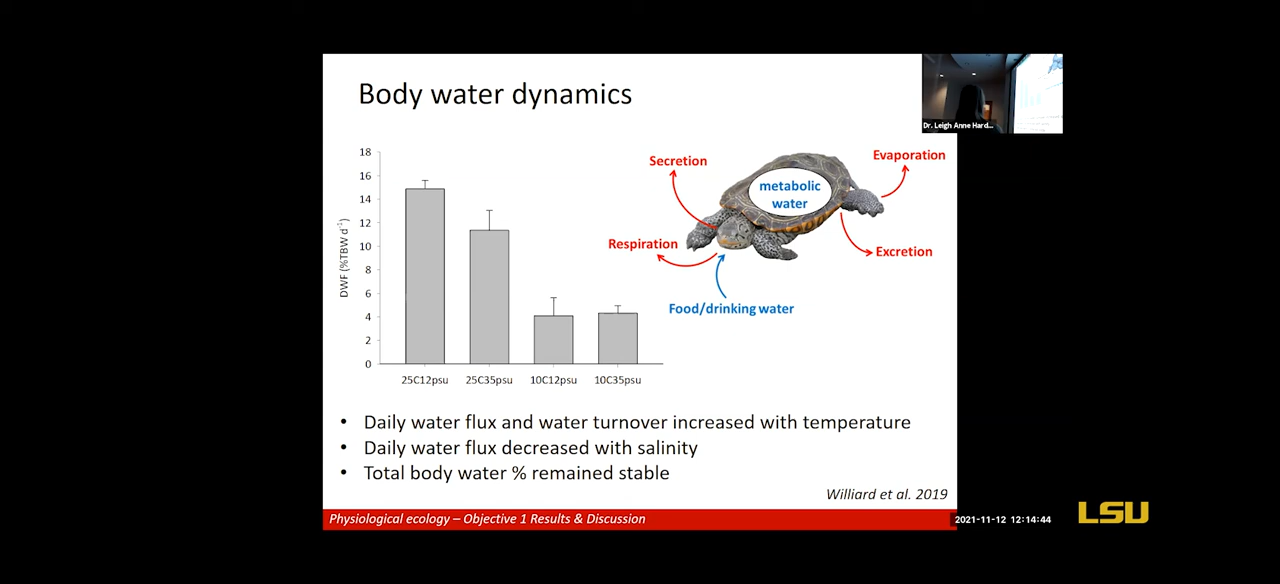 Body water dynamics
Dr. Leigh Anne Hard...
18
16
14
12
10
8
6
4
2
0
DWF (%TBW d⁻¹)
25C12psu
25C35psu
10C12psu
10C35psu
Secretion
Evaporation
metabolic
water
Respiration
Excretion
Food/drinking water
• Daily water flux and water turnover increased with temperature
• Daily water flux decreased with salinity
• Total body water % remained stable
Williard et al. 2019
Physiological ecology – Objective 1 Results & Discussion
2021-11-12 12:14:44
LSU